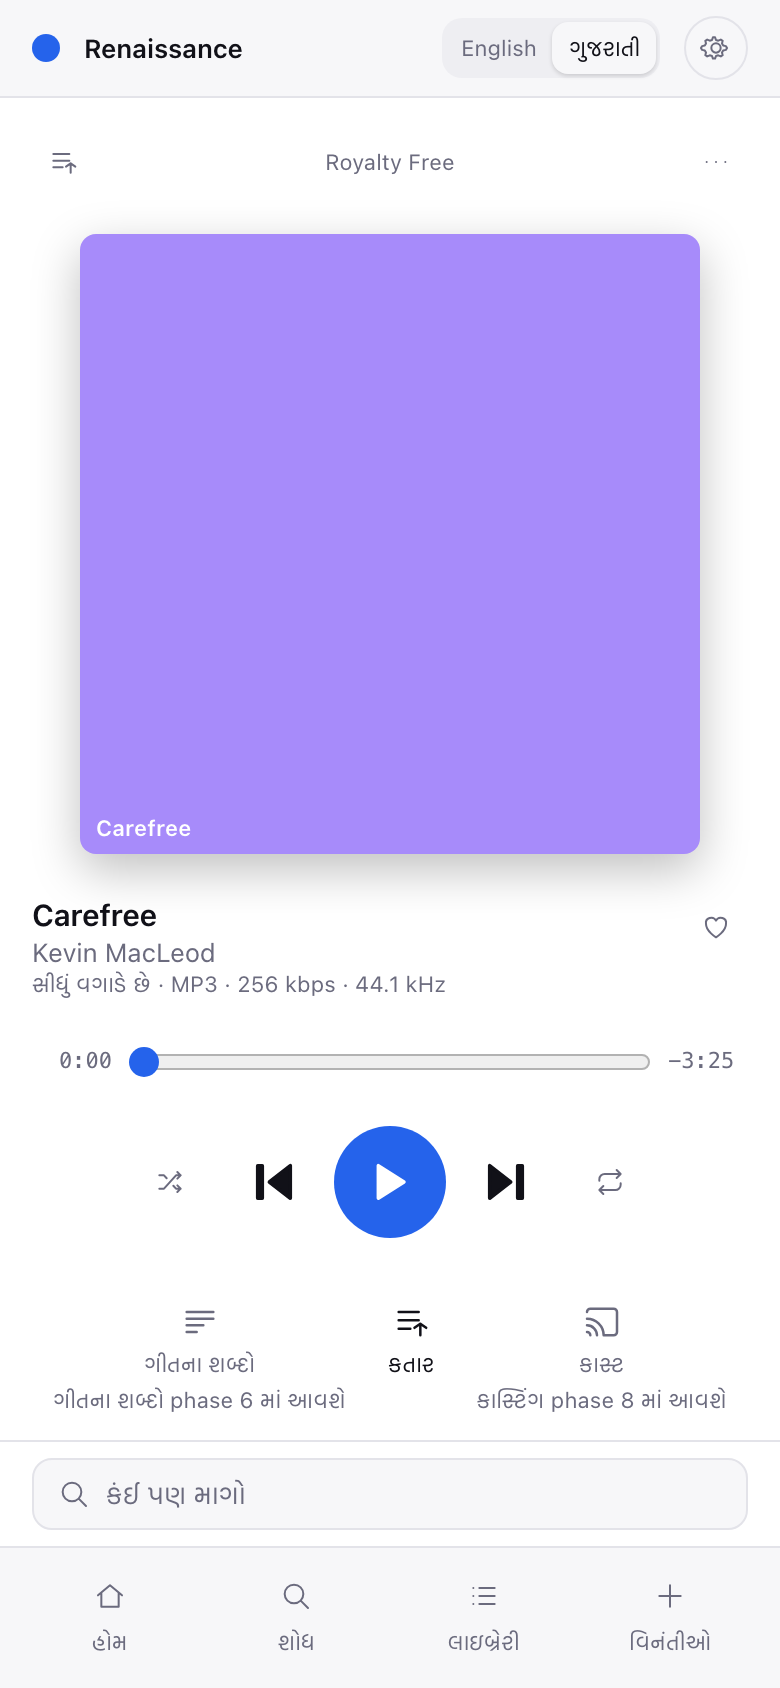 Renaissance
English ગુજરાતી
Royalty Free
Carefree
Carefree
Kevin MacLeod
સીધું વગાડે છે · MP3 · 256 kbps · 44.1 kHz
0:00 −3:25
ગીતના શબ્દો કતાર કાસ્ટ
ગીતના શબ્દો phase 6 માં આવશે કાસ્ટિંગ phase 8 માં આવશે
કંઈ પણ માગો
હોમ શોધ લાઇબ્રેરી વિનંતીઓ